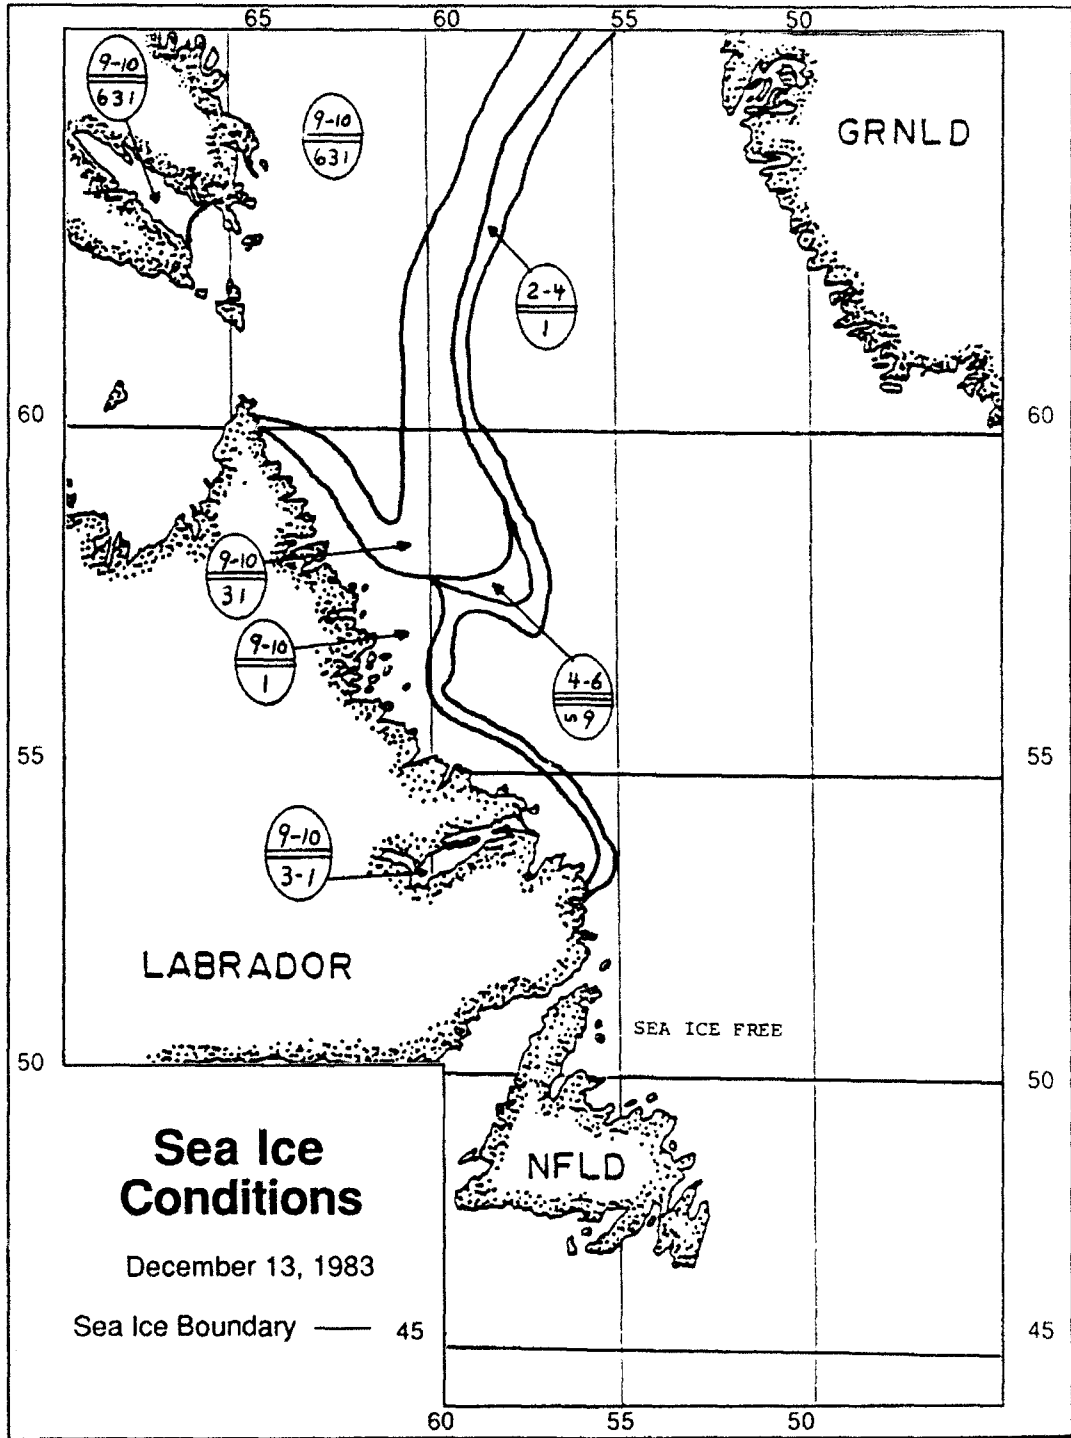 65 60 55 50
9-10
631
9-10
631
GRNLD
2-4
1
60 60
9-10
31
9-10
1
4-6
S 9
55 55
9-10
3-1
LABRADOR
SEA ICE FREE
50 50
NFLD
Sea Ice
Conditions
December 13, 1983
Sea Ice Boundary
45 45
60 55 50